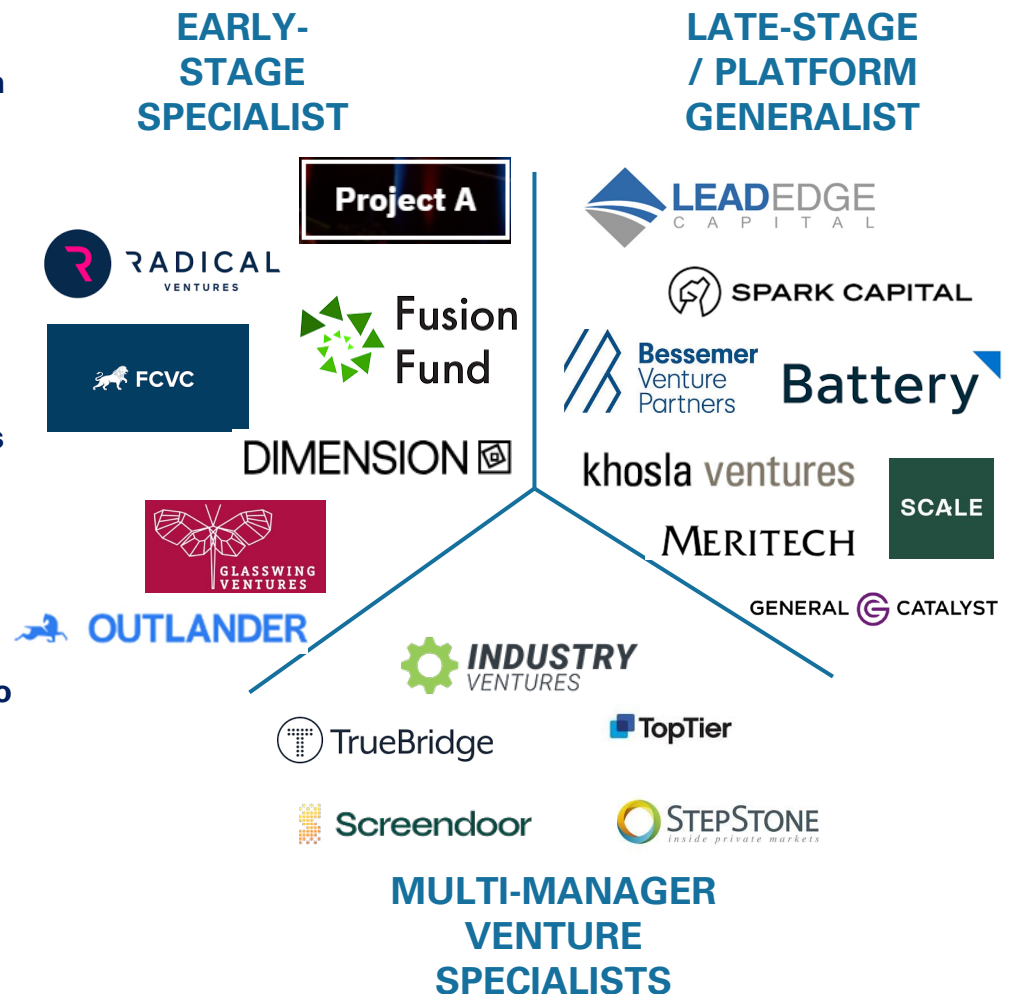 EARLY-
STAGE
SPECIALIST
LATE-STAGE
/ PLATFORM
GENERALIST
Project A
RADICAL
VENTURES
Fusion
Fund
FCVC
DIMENSION
GLASSWING
VENTURES
OUTLANDER
LEADEDGE
CAPITAL
SPARK CAPITAL
Bessemer
Venture
Partners
Battery
khosla ventures
SCALE
MERITECH
GENERAL CATALYST
INDUSTRY
VENTURES
TrueBridge
TopTier
Screendoor
STEPSTONE
inside private markets
MULTI-MANAGER
VENTURE
SPECIALISTS